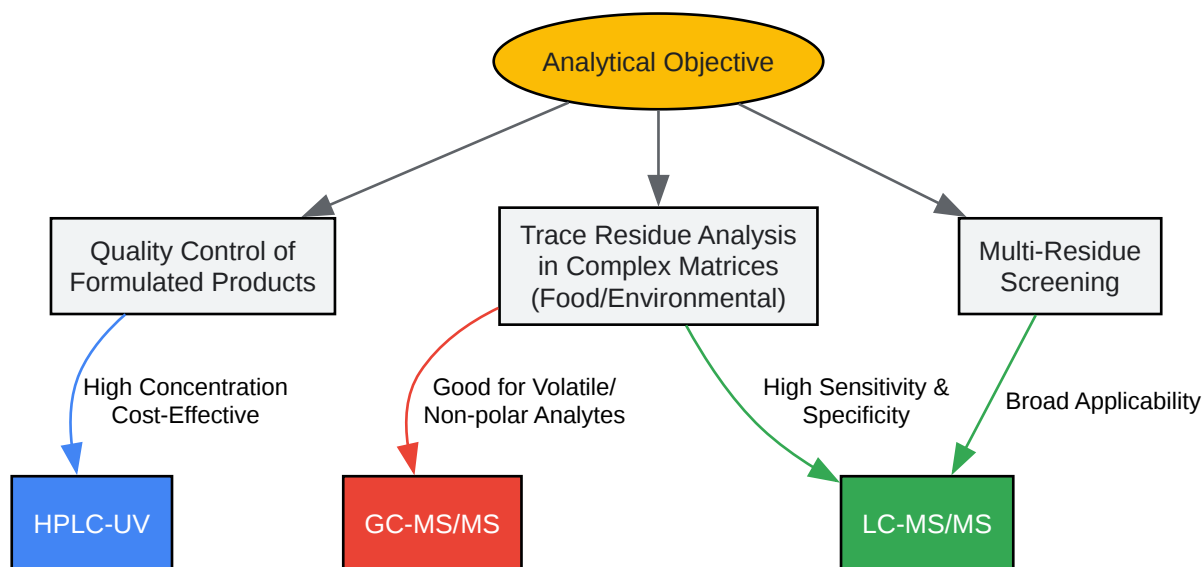 Analytical Objective
Quality Control of
Formulated Products
Trace Residue Analysis
in Complex Matrices
(Food/Environmental)
Multi-Residue
Screening
High Concentration
Cost-Effective
Good for Volatile/
Non-polar Analytes
High Sensitivity &
Specificity
Broad Applicability
HPLC-UV
GC-MS/MS
LC-MS/MS